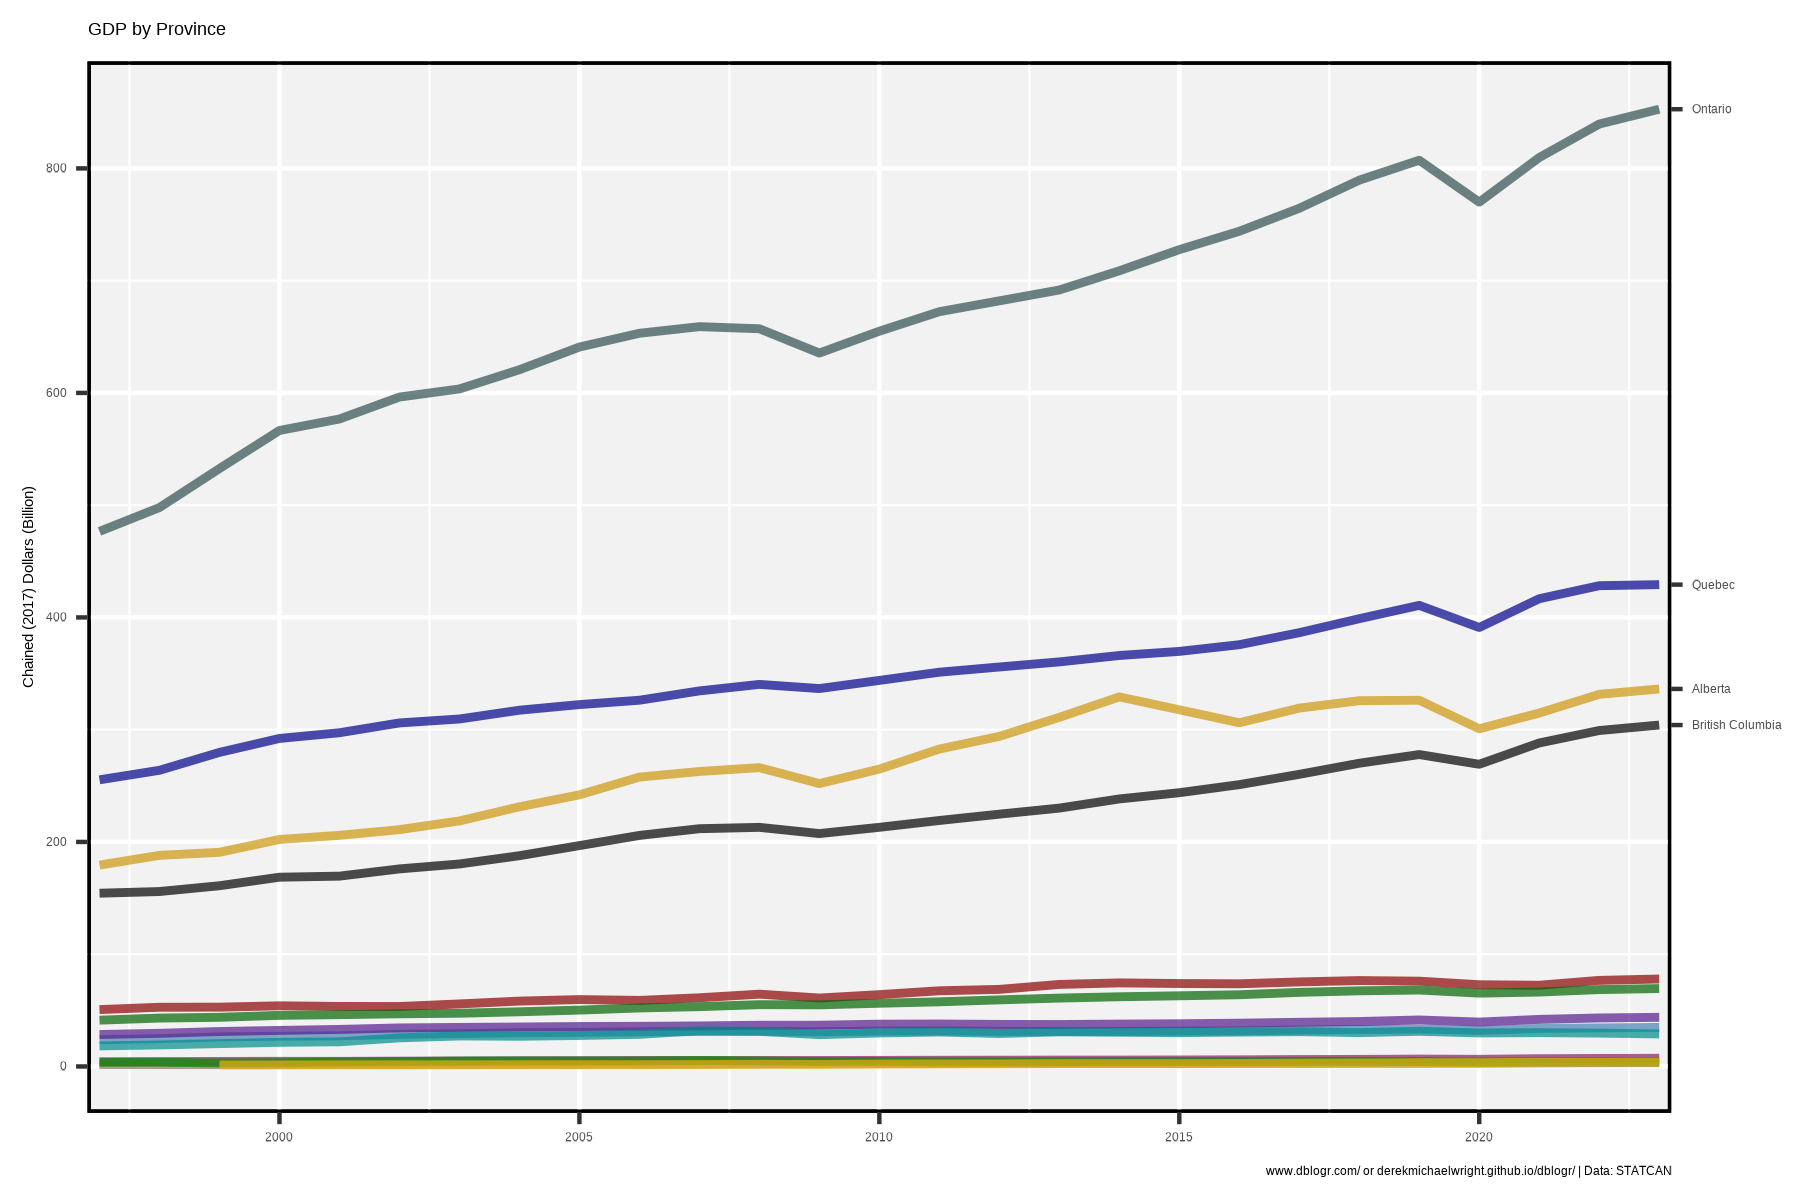 GDP by Province
Chained (2017) Dollars (Billion)
800
600
400
200
0
Ontario
Quebec
Alberta
British Columbia
2000
2005
2010
2015
2020
www.dblogr.com/ or derekmichaelwright.github.io/dblogr/ | Data: STATCAN